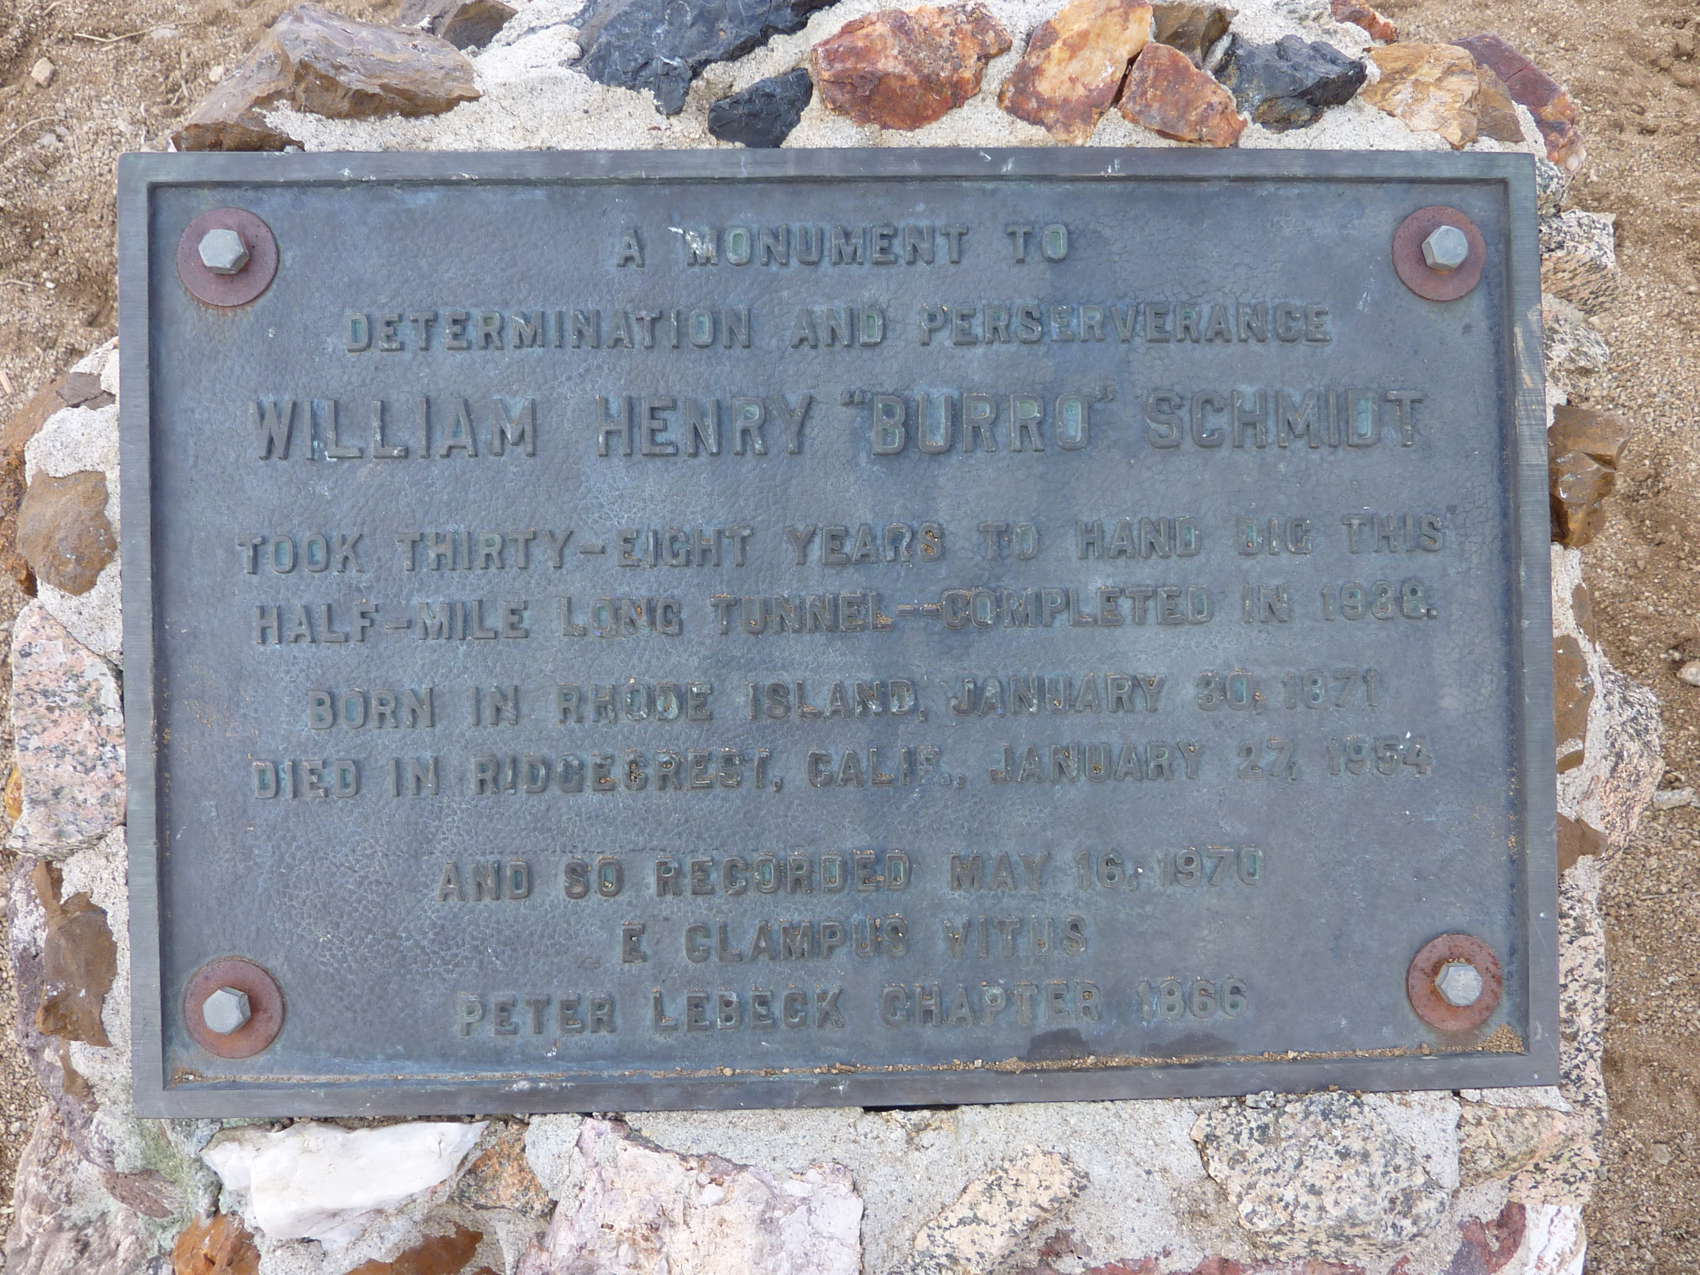 A MONUMENT TO
DETERMINATION AND PERSERVERANCE
WILLIAM HENRY "BURRO" SCHMIDT
TOOK THIRTY-EIGHT YEARS TO HAND DIG THIS
HALF-MILE LONG TUNNEL--COMPLETED IN 1938.
BORN IN RHODE ISLAND, JANUARY 30, 1871
DIED IN RIDGECREST, CALIF., JANUARY 27, 1954
AND SO RECORDED MAY 16, 1970
E CLAMPUS VITUS
PETER LEBECK CHAPTER 1866